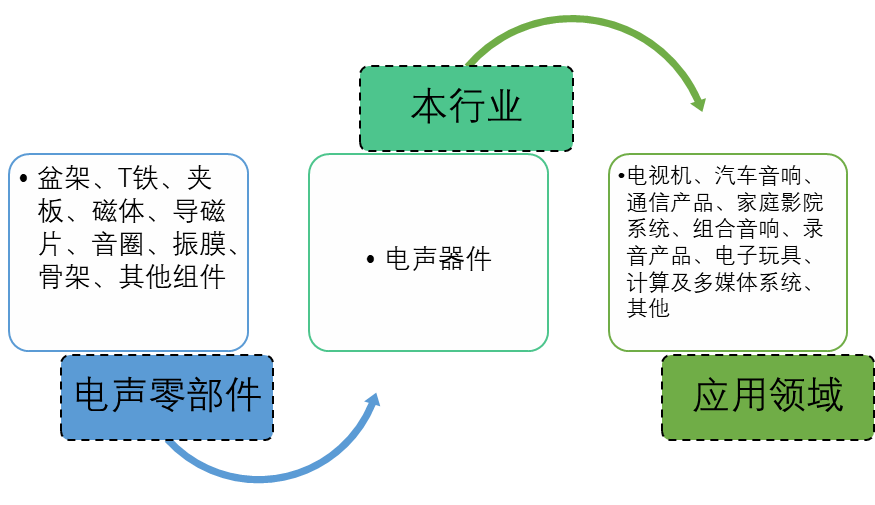 本行业
• 盆架、T铁、夹
板、磁体、导磁
片、音圈、振膜、
骨架、其他组件
电声零部件
• 电声器件
•电视机、汽车音响、
通信产品、家庭影院
系统、组合音响、录
音产品、电子玩具、
计算及多媒体系统、
其他
应用领域